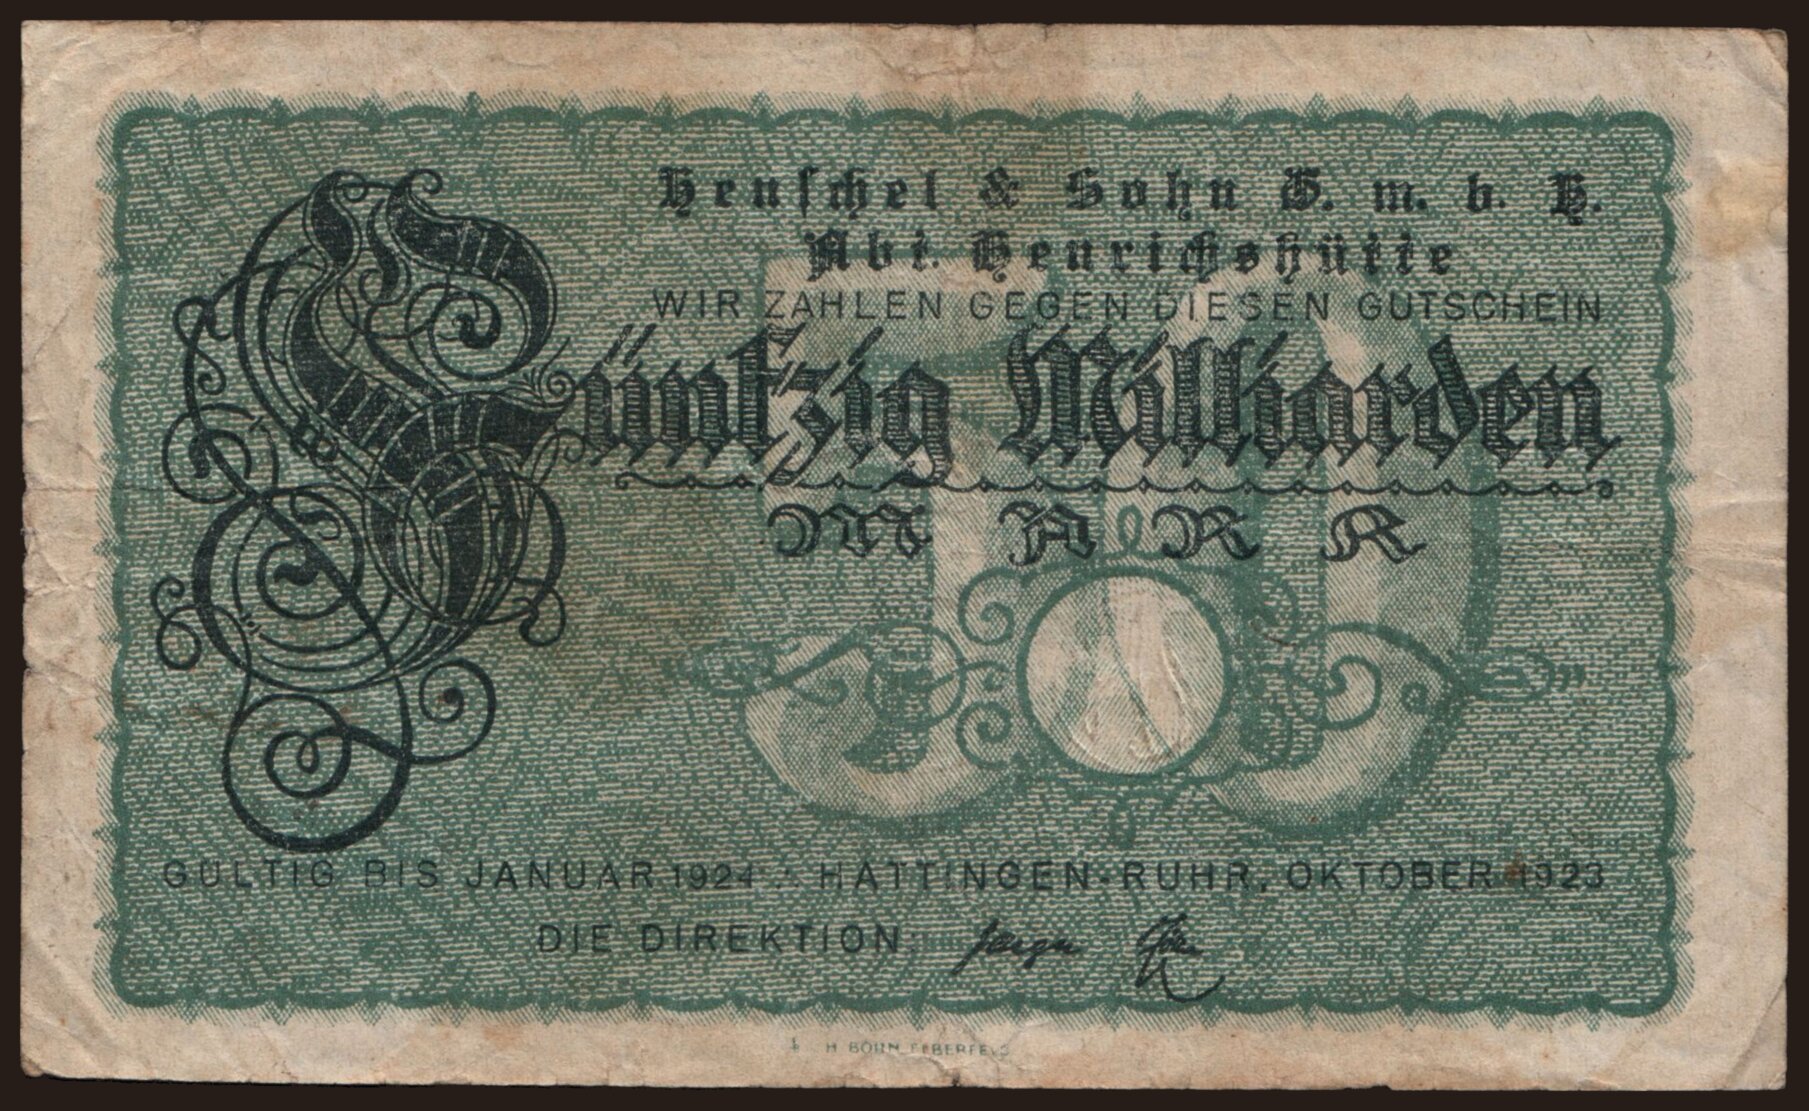 Henschel & Sohn G. m. b. H.
Abt. Henrichshütte
WIR ZAHLEN GEGEN DIESEN GUTSCHEIN
Fünfzig Milliarden
MARK
50
GÜLTIG BIS JANUAR 1924 .·. HATTINGEN-RUHR, OKTOBER 1923
DIE DIREKTION:
H BÖHN ELBERFELD